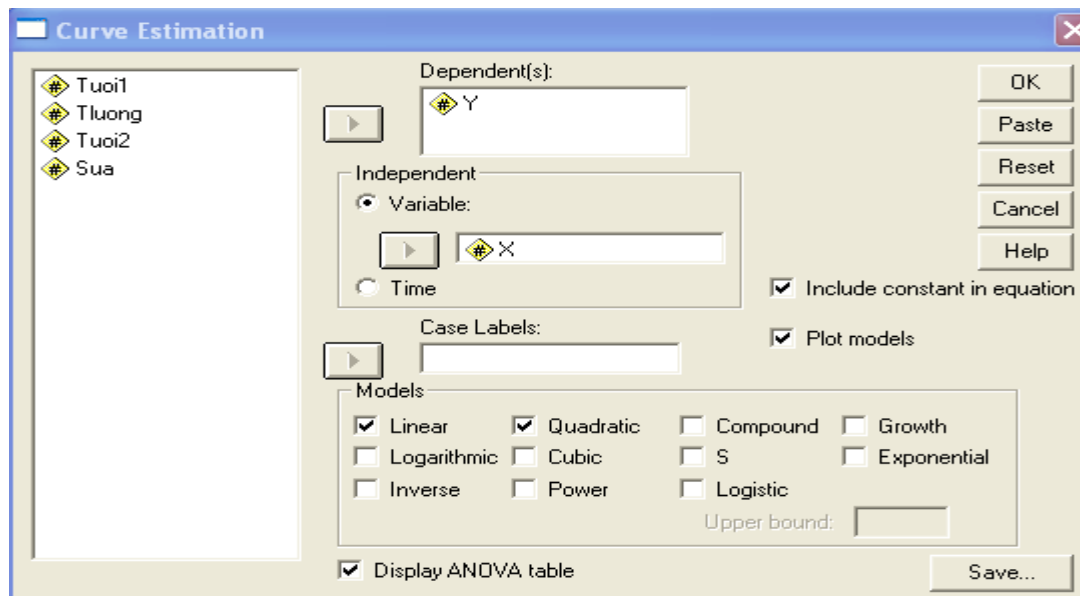 Curve Estimation
Tuoi1
Tluong
Tuoi2
Sua
Dependent(s):
Y
Independent
Variable:
X
Time
Case Labels:
OK
Paste
Reset
Cancel
Help
Include constant in equation
Plot models
Models
Linear Quadratic Compound Growth
Logarithmic Cubic S Exponential
Inverse Power Logistic
Upper bound:
Display ANOVA table
Save...